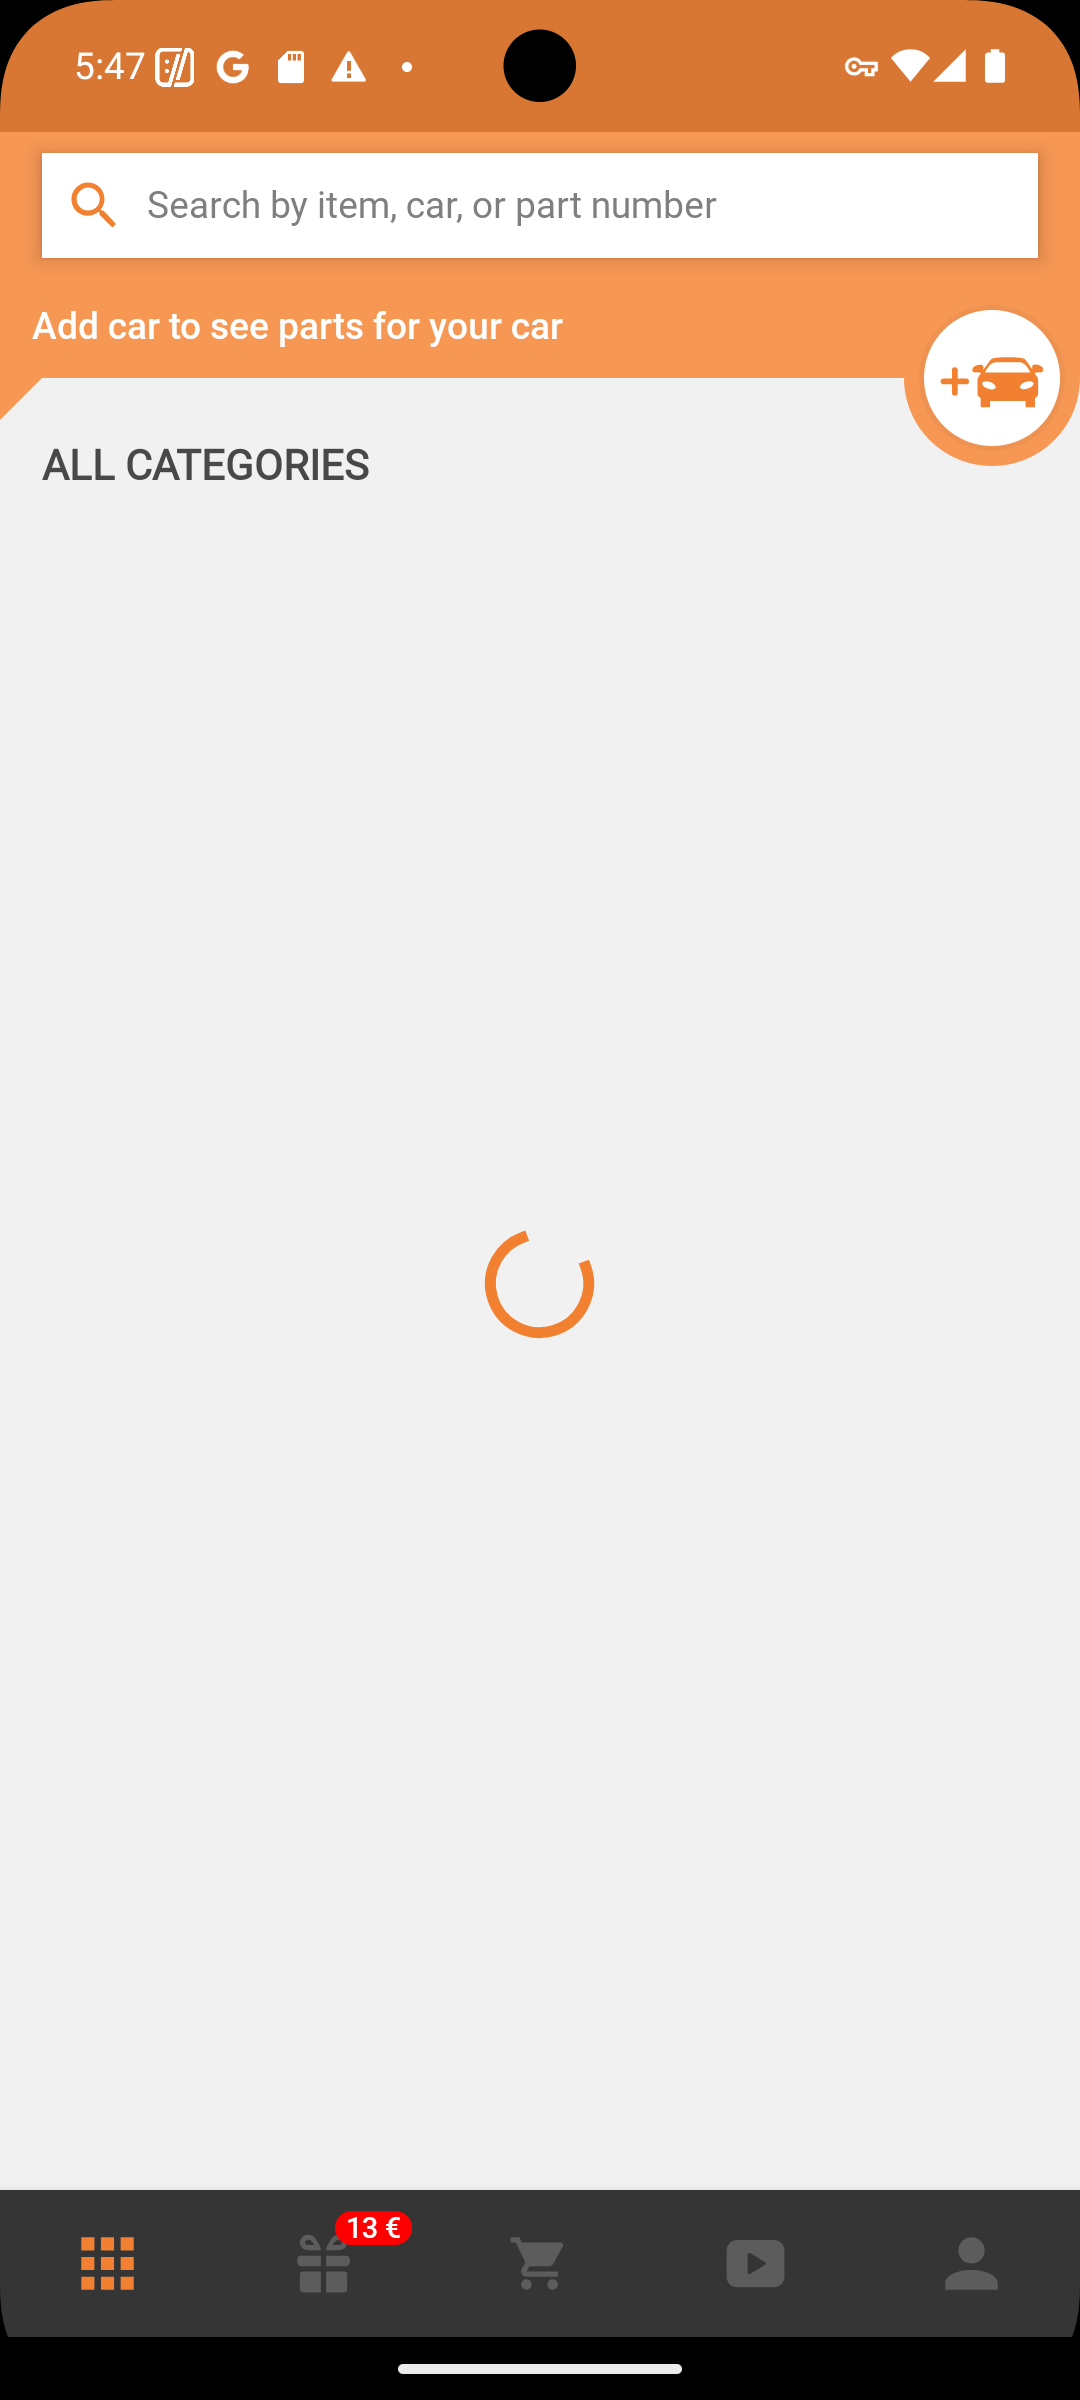 5:47
Search by item, car, or part number
Add car to see parts for your car
ALL CATEGORIES
13 €